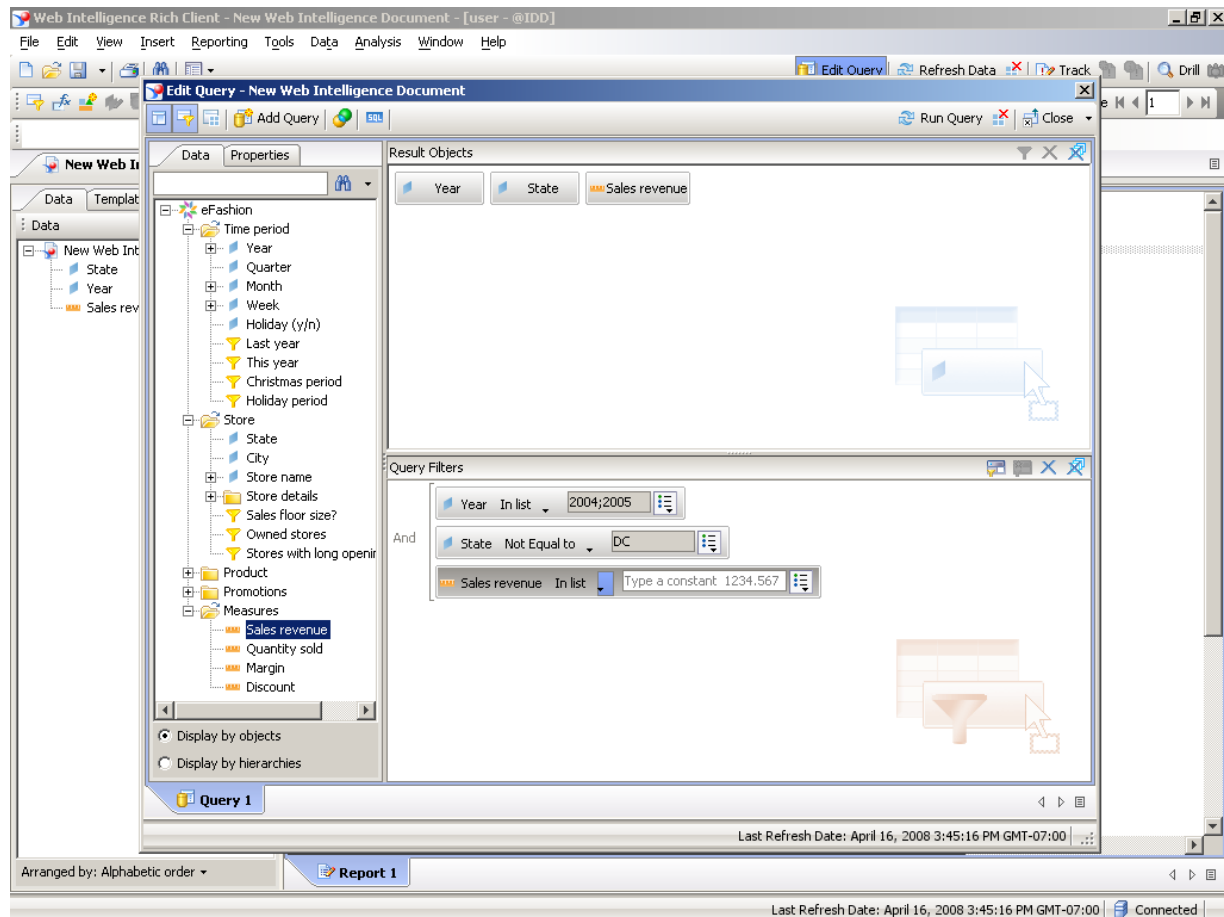 Web Intelligence Rich Client - New Web Intelligence Document - [user - @IDD]
File Edit View Insert Reporting Tools Data Analysis Window Help
Edit Query Refresh Data Track Drill
Edit Query - New Web Intelligence Document
1
Add Query SQL Run Query Close
New Web I
Data Properties
Result Objects
Year State Sales revenue
Data Templat
Data
New Web Int
State
Year
Sales rev
eFashion
Time period
Year
Quarter
Month
Week
Holiday (y/n)
Last year
This year
Christmas period
Holiday period
Store
State
City
Store name
Store details
Sales floor size?
Owned stores
Stores with long openin
Product
Promotions
Measures
Sales revenue
Quantity sold
Margin
Discount
Display by objects
Display by hierarchies
Query Filters
And
Year In list 2004;2005
State Not Equal to DC
Sales revenue In list Type a constant 1234.567
Query 1
Last Refresh Date: April 16, 2008 3:45:16 PM GMT-07:00
Arranged by: Alphabetic order
Report 1
Last Refresh Date: April 16, 2008 3:45:16 PM GMT-07:00 Connected